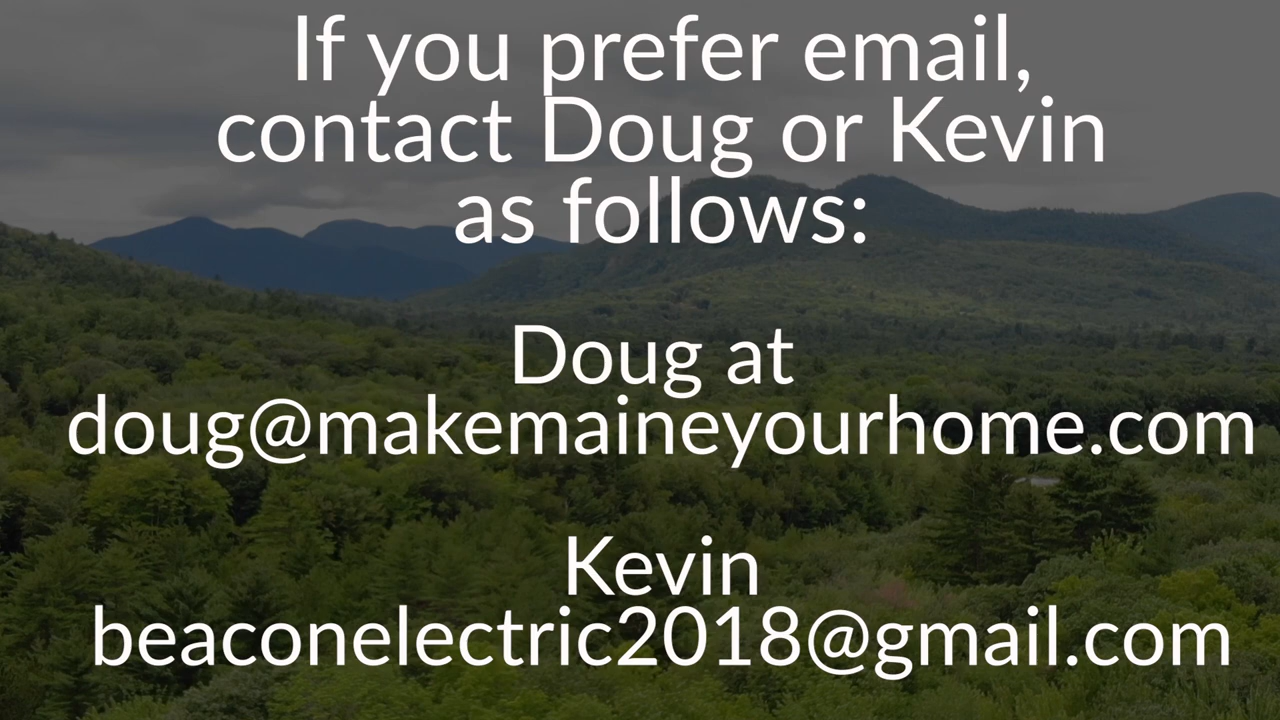 If you prefer email,
contact Doug or Kevin
as follows:
Doug at
doug@makemaineyourhome.com
Kevin
beaconelectric2018@gmail.com